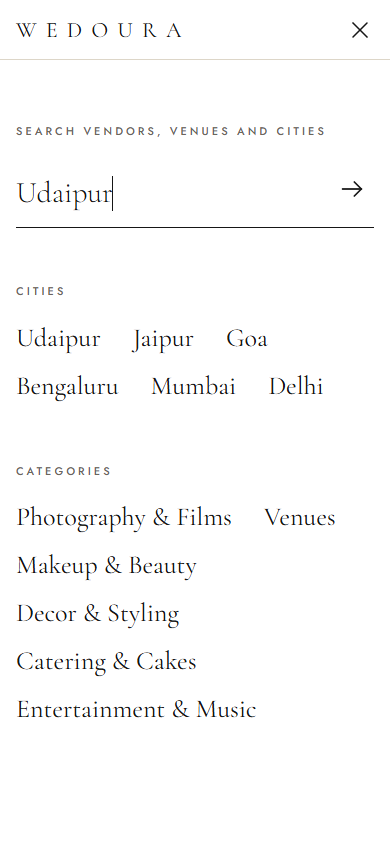 WEDOURA
SEARCH VENDORS, VENUES AND CITIES
Udaipur
CITIES
Udaipur Jaipur Goa
Bengaluru Mumbai Delhi
CATEGORIES
Photography & Films Venues
Makeup & Beauty
Decor & Styling
Catering & Cakes
Entertainment & Music